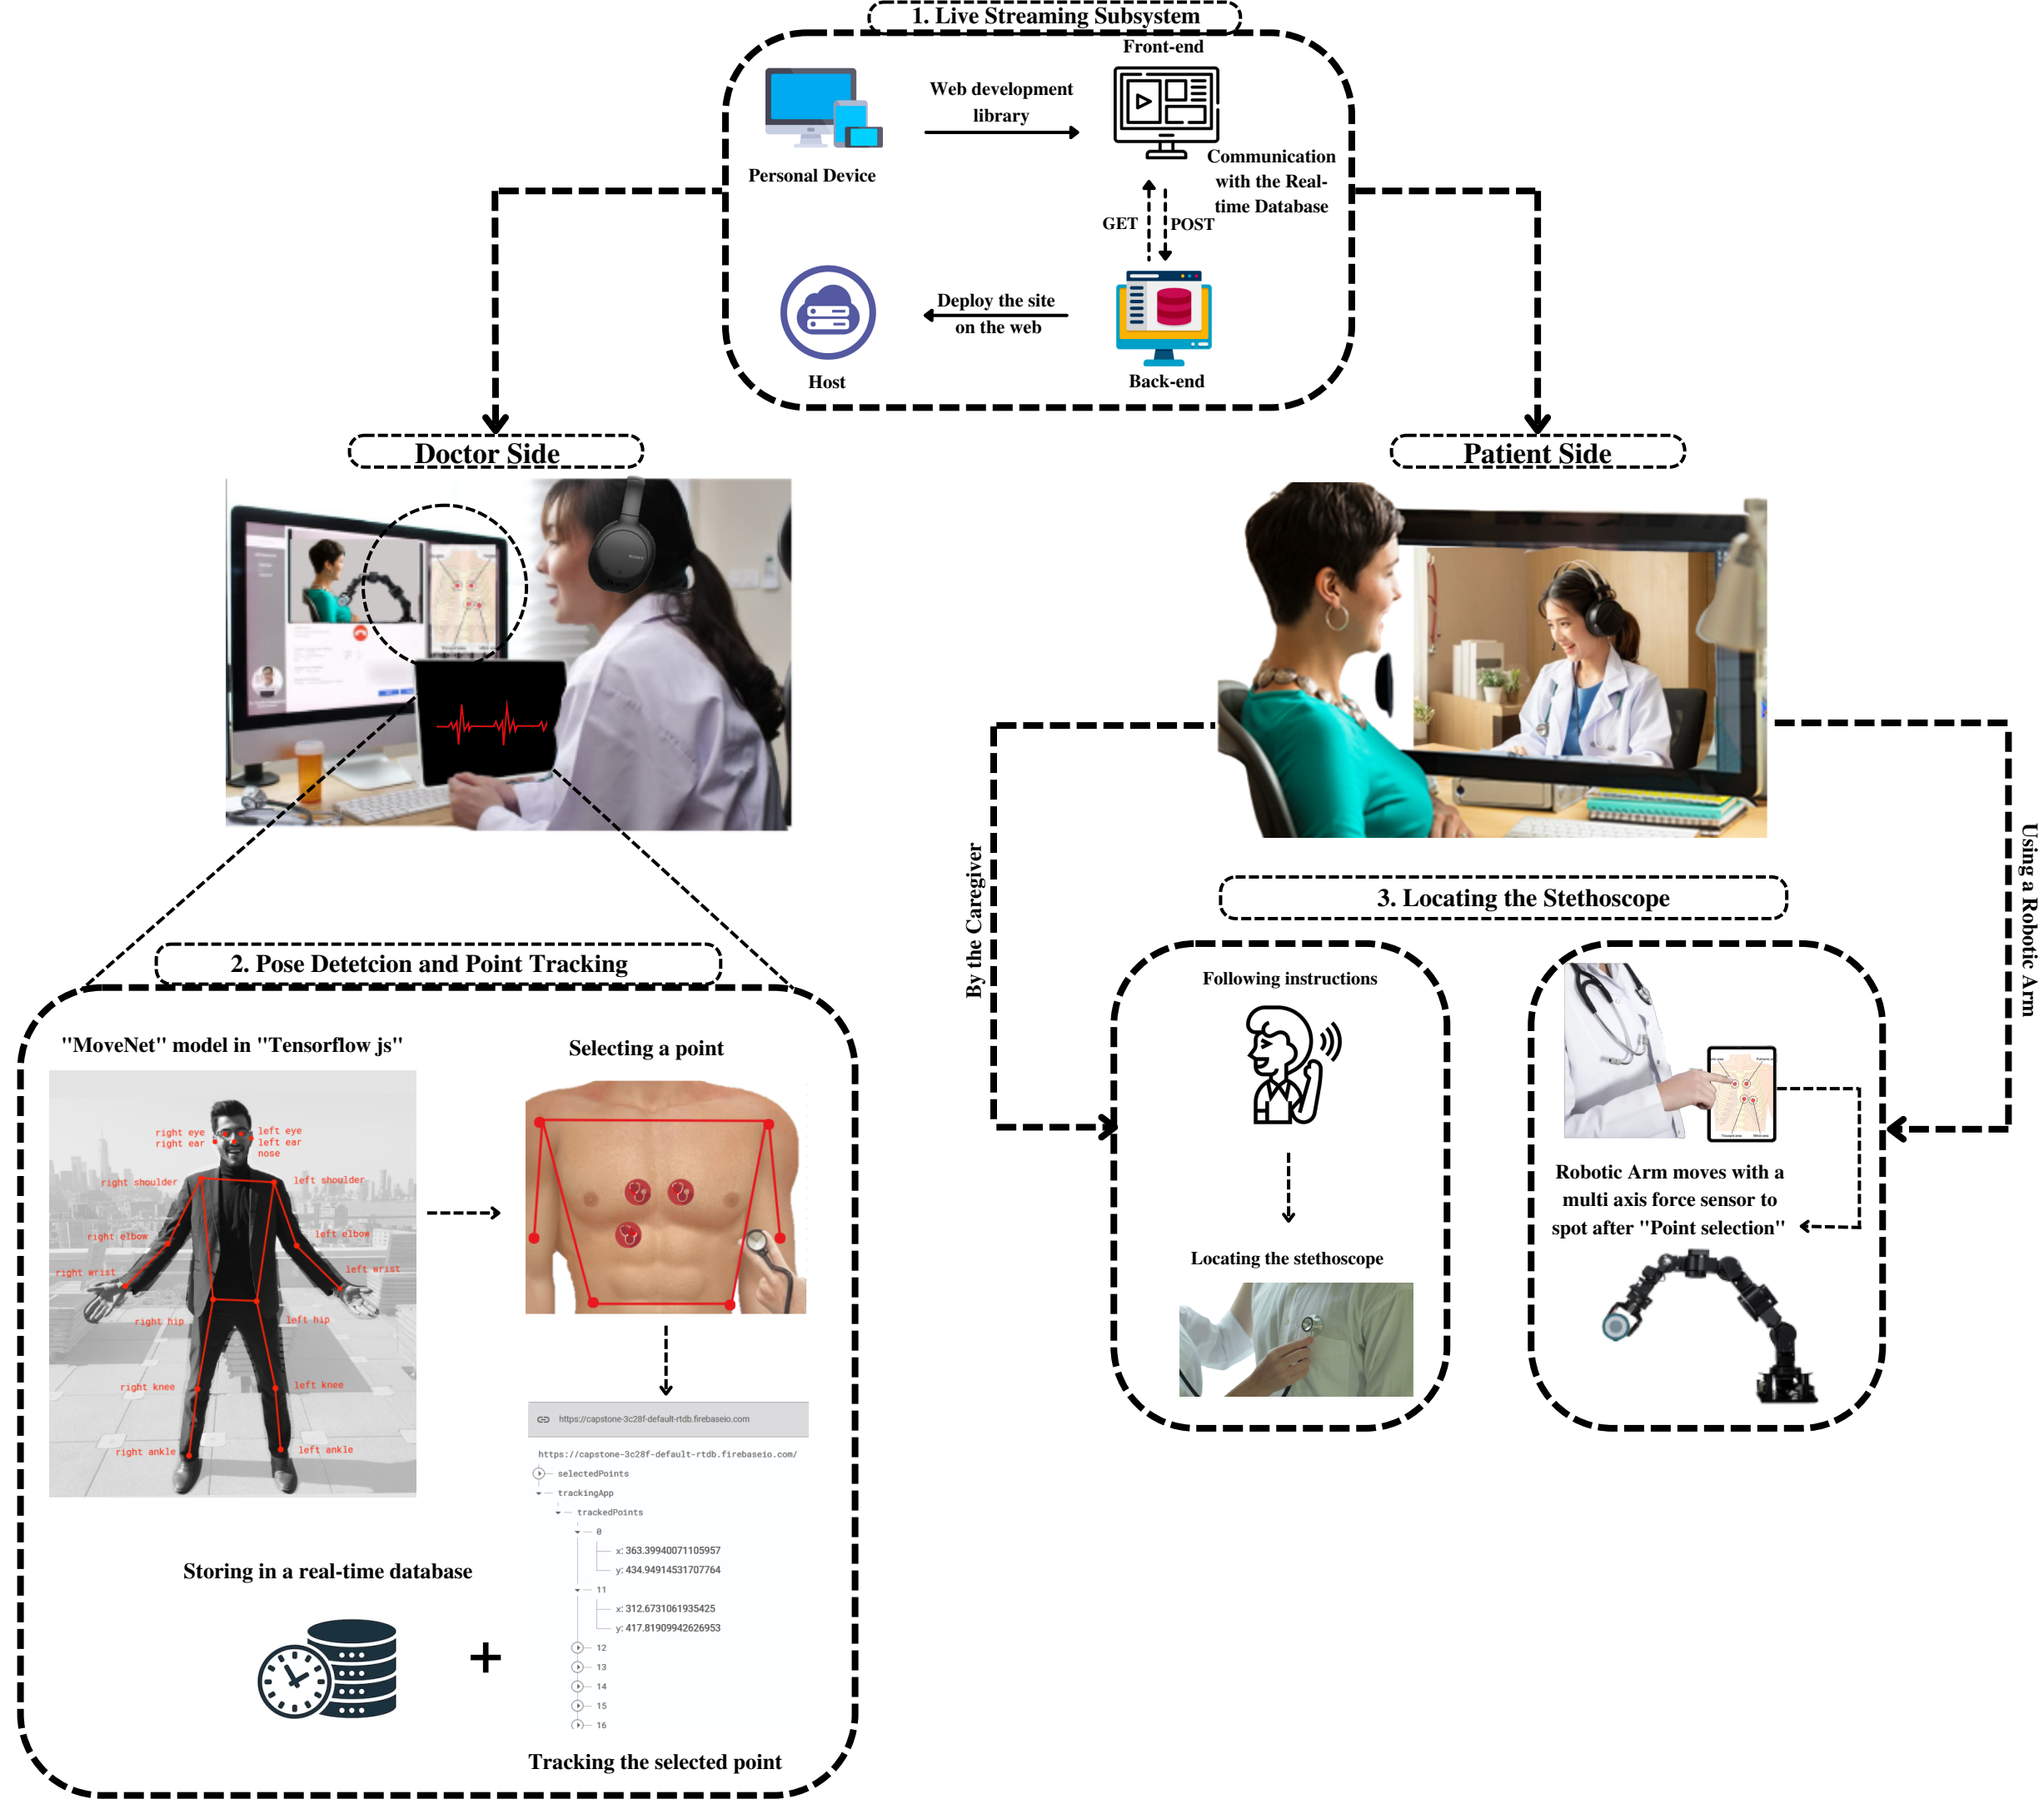 1. Live Streaming Subsystem
Front-end
Web development
library
Personal Device
Communication
with the Real-
time Database
GET
POST
Deploy the site
on the web
Host
Back-end
Doctor Side
Patient Side
By the Caregiver
Using a Robotic Arm
2. Pose Detetcion and Point Tracking
"MoveNet" model in "Tensorflow js"
right eye
left eye
right ear
left ear
nose
right shoulder
left shoulder
right elbow
left elbow
right wrist
left wrist
right hip
left hip
right knee
left knee
right ankle
left ankle
Selecting a point
https://capstone-3c28f-default-rtdb.firebaseio.com
https://capstone-3c28f-default-rtdb.firebaseio.com/
selectedPoints
trackingApp
trackedPoints
0
x: 363.39940071105957
y: 434.94914531707764
11
x: 312.6731061935425
y: 417.81909942626953
12
13
14
15
16
Storing in a real-time database
+
Tracking the selected point
3. Locating the Stethoscope
Following instructions
Locating the stethoscope
Robotic Arm moves with a
multi axis force sensor to
spot after "Point selection"